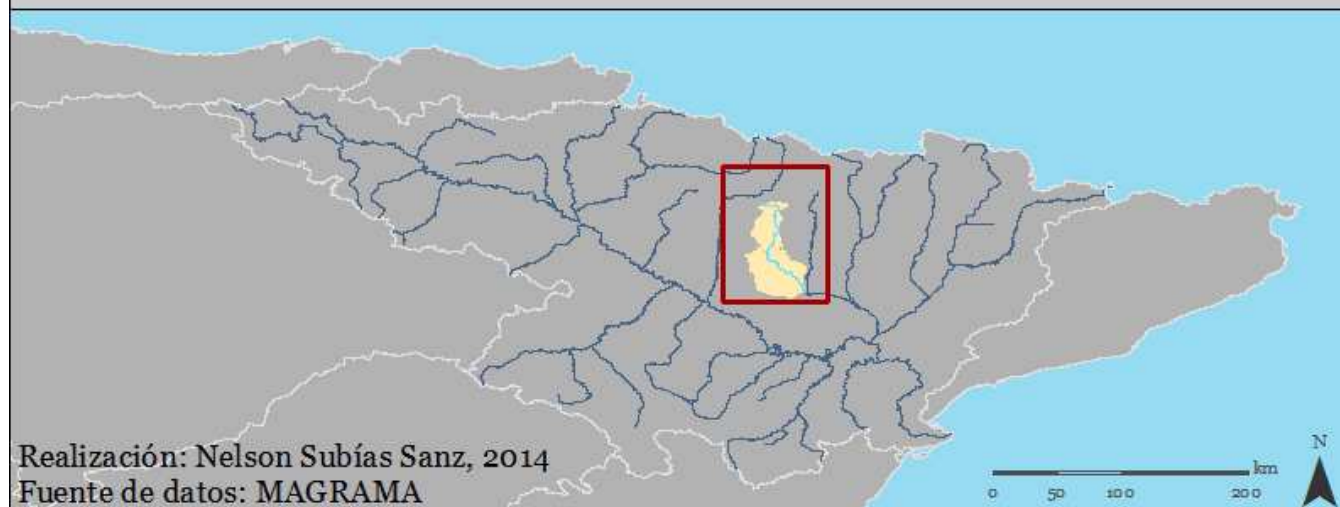 Realización: Nelson Subías Sanz, 2014
Fuente de datos: MAGRAMA
km
0 50 100 200
N